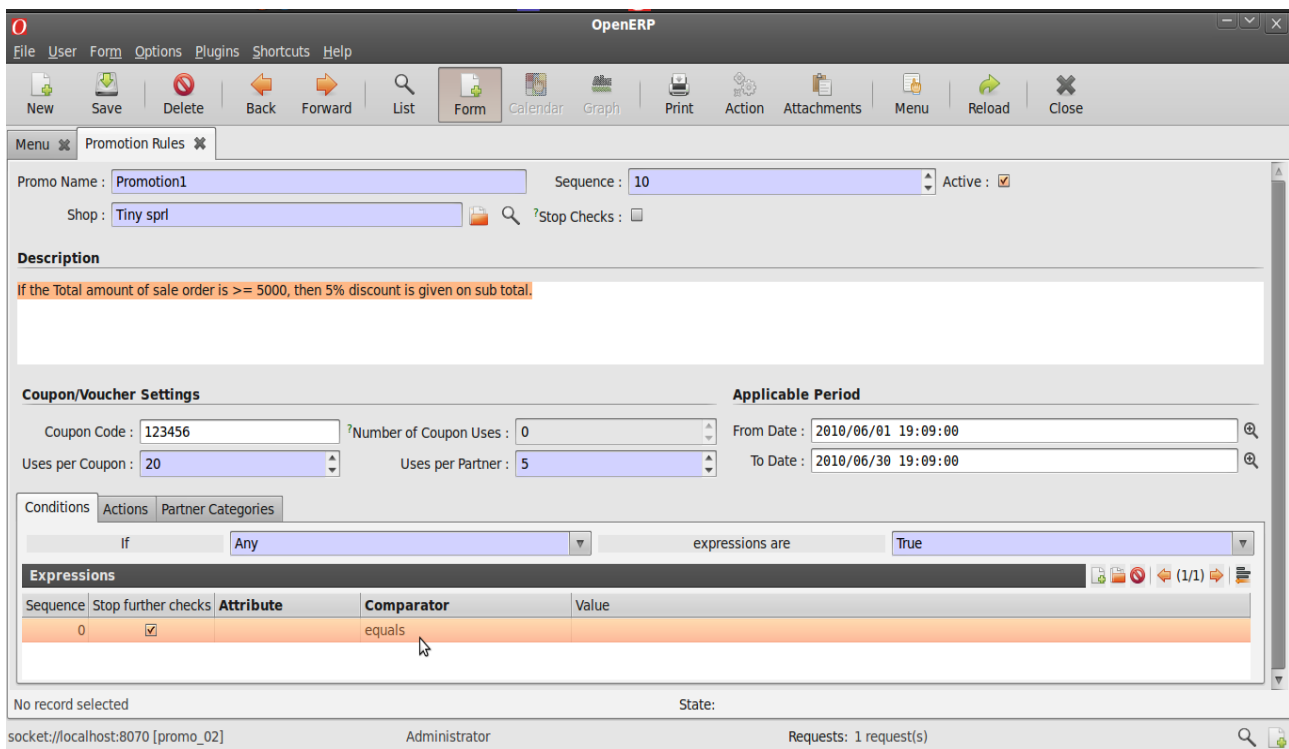 OpenERP
File User Form Options Plugins Shortcuts Help
New Save Delete Back Forward List Form Calendar Graph Print Action Attachments Menu Reload Close
Menu Promotion Rules
Promo Name : Promotion1 Sequence : 10 Active :
Shop : Tiny sprl ?Stop Checks :
Description
If the Total amount of sale order is >= 5000, then 5% discount is given on sub total.
Coupon/Voucher Settings Applicable Period
Coupon Code : 123456 ?Number of Coupon Uses : 0 From Date : 2010/06/01 19:09:00
Uses per Coupon : 20 Uses per Partner : 5 To Date : 2010/06/30 19:09:00
Conditions Actions Partner Categories
If Any expressions are True
Expressions (1/1)
Sequence Stop further checks Attribute Comparator Value
0 equals
No record selected State:
socket://localhost:8070 [promo_02] Administrator Requests: 1 request(s)